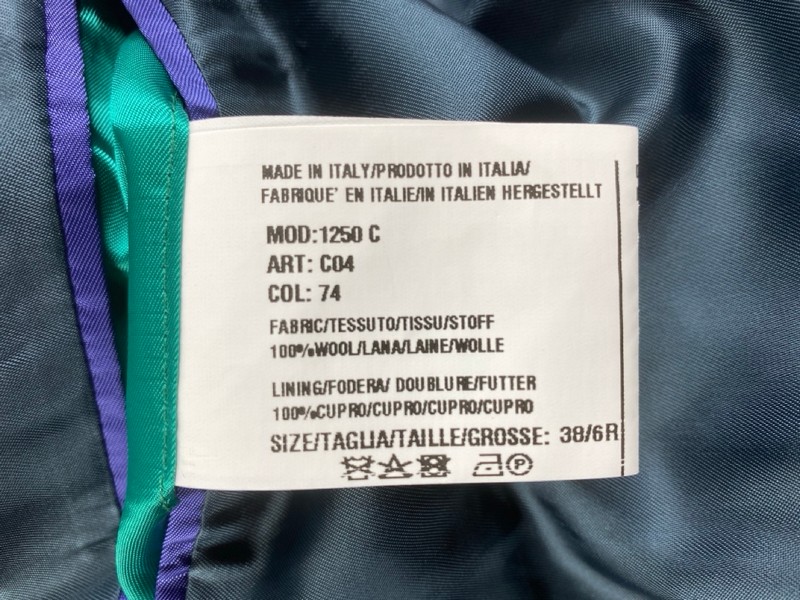 MADE IN ITALY/PRODOTTO IN ITALIA/
FABRIQUE' EN ITALIE/IN ITALIEN HERGESTELLT
MOD:1250 C
ART: C04
COL: 74
FABRIC/TESSUTO/TISSU/STOFF
100%WOOL/LANA/LAINE/WOLLE
LINING/FODERA/ DOUBLURE/FUTTER
100%CUPRO/CUPRO/CUPRO/CUPRO
SIZE/TAGLIA/TAILLE/GROSSE: 38/6R
P